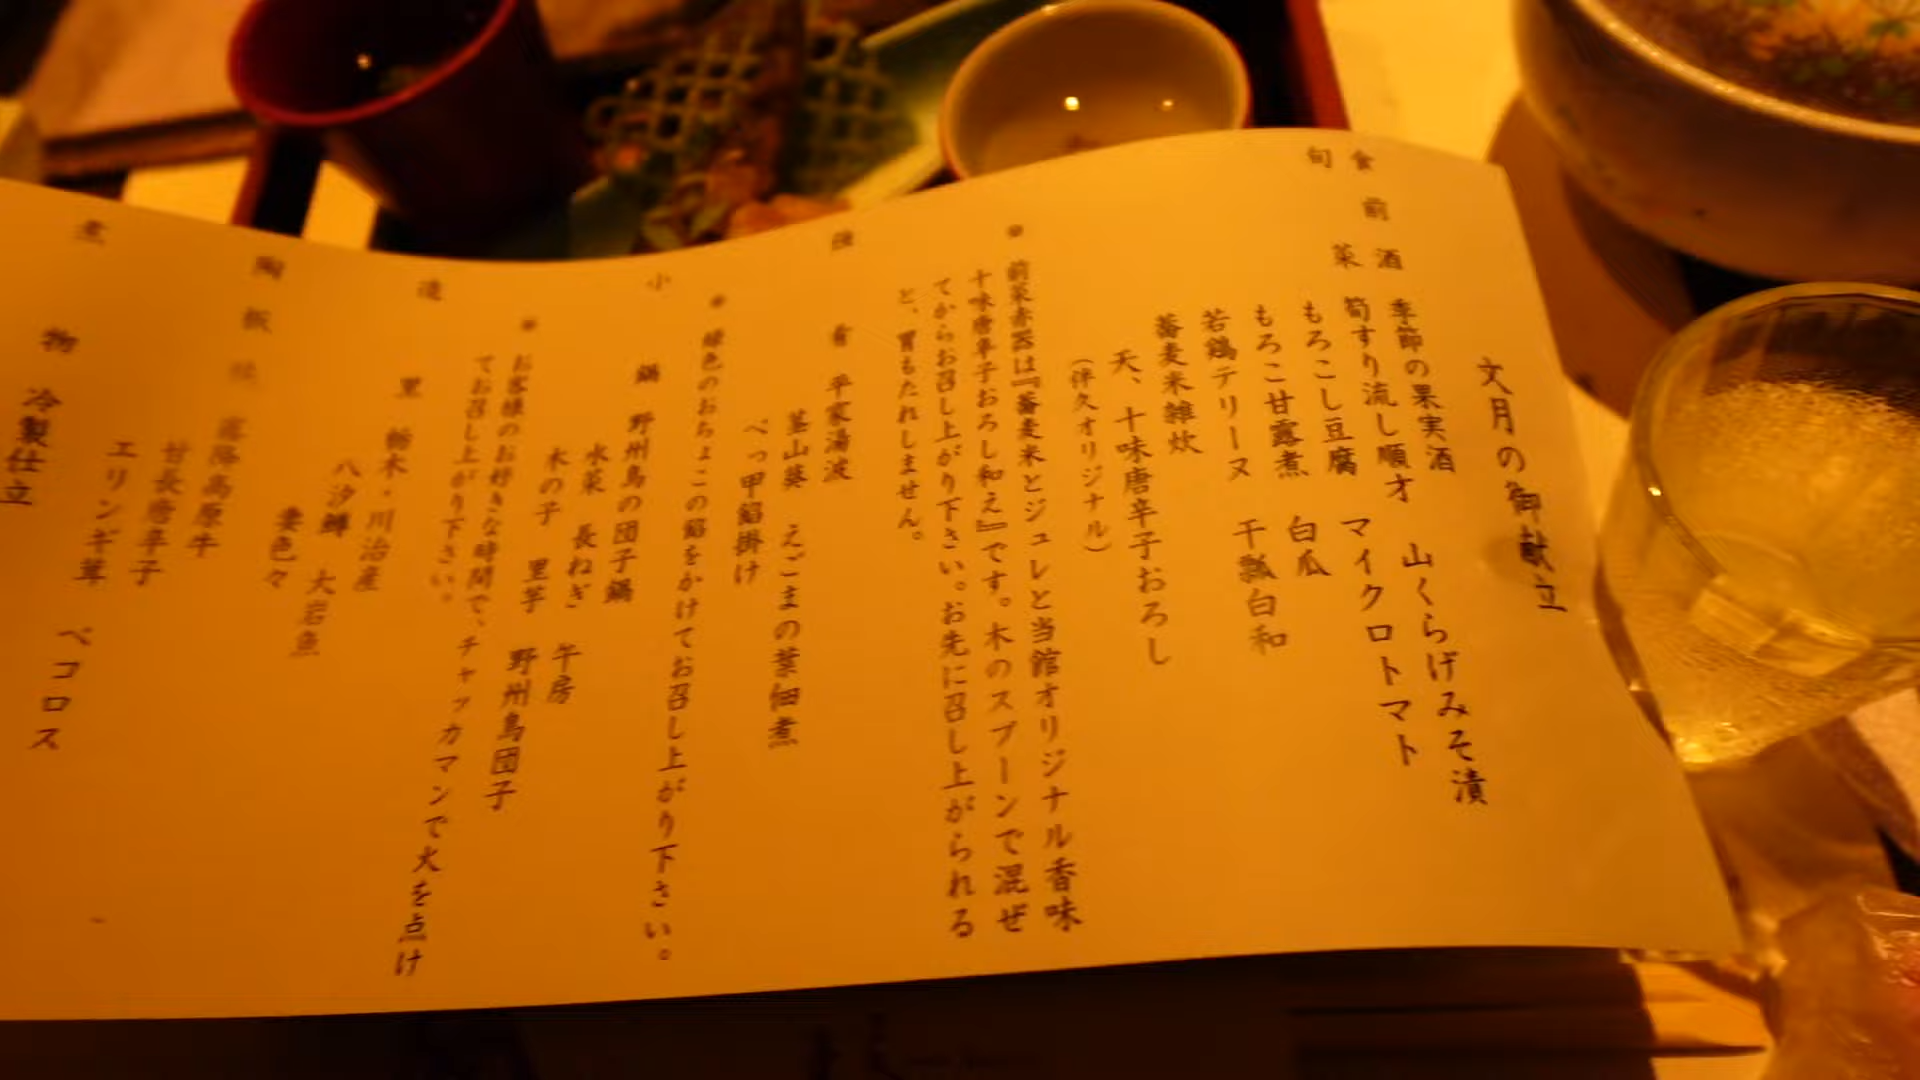 文月の御献立
食前酒 季節の果実酒 山くらげみそ漬
旬菜 筍すり流し順才 マイクロトマト
もろこし豆腐 白瓜
もろこ甘露煮 干瓢白和
若鶏テリーヌ
蕎麦米雑炊
天、十味唐辛子おろし
(伴久オリジナル)
前菜赤器は『蕎麦米とジュレと当館オリジナル香味
十味唐辛子おろし和え』です。木のスプーンで混ぜ
てからお召し上がり下さい。お先に召し上がられる
と、胃もたれしません。
強肴 平家湯波
茎山葵 えごまの葉佃煮
べっ甲餡掛け
緑色のおちょこの餡をかけてお召し上がり下さい。
小鍋 野州鳥の団子鍋
水菜 長ねぎ 牛房
木の子 里芋 野州鳥団子
お客様のお好きな時間で、チャッカマンで火を点け
てお召し上がり下さい。
造里 栃木・川治産
八汐鱒 大岩魚
妻色々
陶板焼 霧降高原牛
甘長唐辛子
エリンギ茸
煮物 冷製仕立 ペコロス